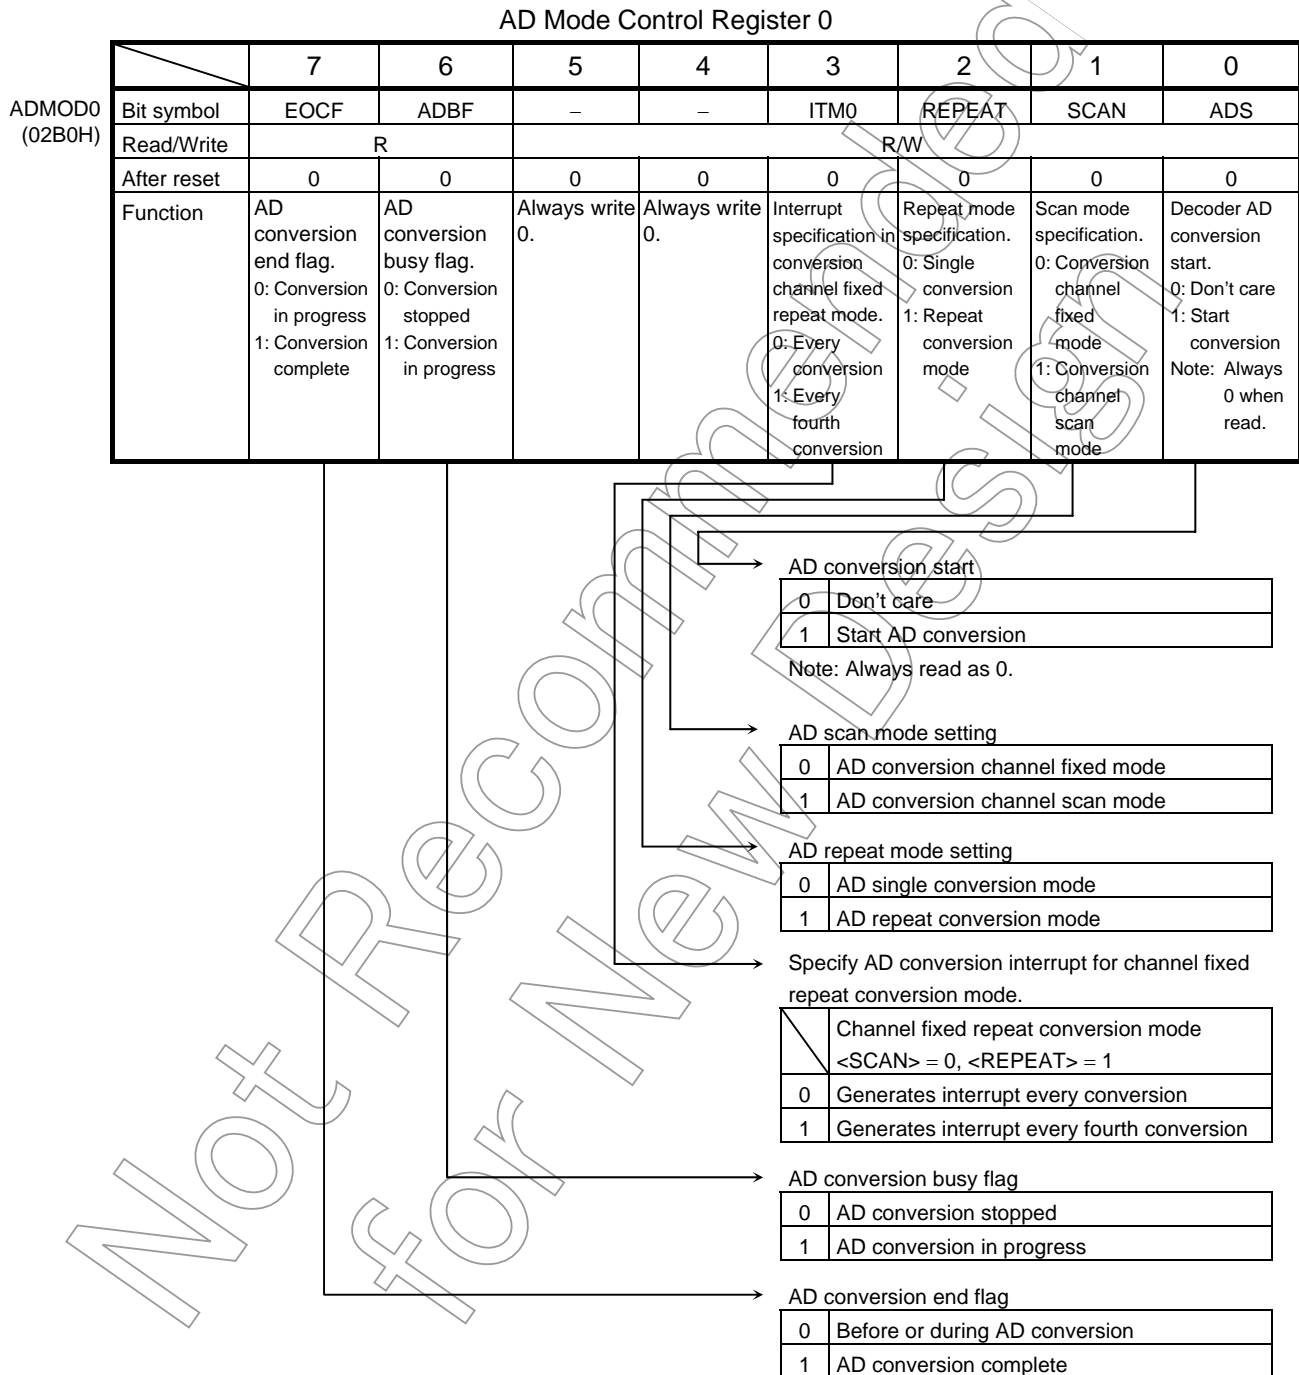 AD Mode Control Register 0
7 6 5 4 3 2 1 0
ADMOD0
(02B0H)
Bit symbol EOCF ADBF – – ITM0 REPEAT SCAN ADS
Read/Write R R/W
After reset 0 0 0 0 0 0 0 0
Function
AD
conversion
end flag.
0: Conversion
in progress
1: Conversion
complete
AD
conversion
busy flag.
0: Conversion
stopped
1: Conversion
in progress
Always write
0.
Always write
0.
Interrupt
specification in
conversion
channel fixed
repeat mode.
0: Every
conversion
1: Every
fourth
conversion
Repeat mode
specification.
0: Single
conversion
1: Repeat
conversion
mode
Scan mode
specification.
0: Conversion
channel
fixed
mode
1: Conversion
channel
scan
mode
Decoder AD
conversion
start.
0: Don't care
1: Start
conversion
Note: Always
0 when
read.
AD conversion start
0 Don't care
1 Start AD conversion
Note: Always read as 0.
AD scan mode setting
0 AD conversion channel fixed mode
1 AD conversion channel scan mode
AD repeat mode setting
0 AD single conversion mode
1 AD repeat conversion mode
Specify AD conversion interrupt for channel fixed
repeat conversion mode.
Channel fixed repeat conversion mode
<SCAN> = 0, <REPEAT> = 1
0 Generates interrupt every conversion
1 Generates interrupt every fourth conversion
AD conversion busy flag
0 AD conversion stopped
1 AD conversion in progress
AD conversion end flag
0 Before or during AD conversion
1 AD conversion complete
Not Recommended
for New Design